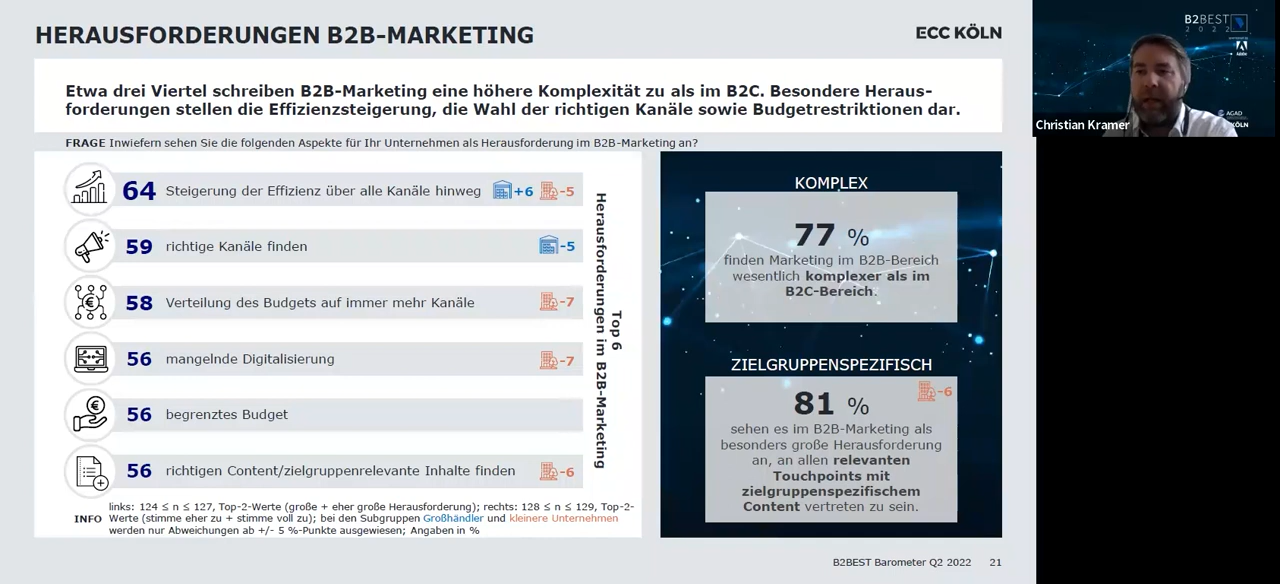 HERAUSFORDERUNGEN B2B-MARKETING
ECC KÖLN
Etwa drei Viertel schreiben B2B-Marketing eine höhere Komplexität zu als im B2C. Besondere Heraus-
forderungen stellen die Effizienzsteigerung, die Wahl der richtigen Kanäle sowie Budgetrestriktionen dar.
FRAGE Inwiefern sehen Sie die folgenden Aspekte für Ihr Unternehmen als Herausforderung im B2B-Marketing an?
64 Steigerung der Effizienz über alle Kanäle hinweg +6 -5
59 richtige Kanäle finden -5
58 Verteilung des Budgets auf immer mehr Kanäle -7
56 mangelnde Digitalisierung -7
56 begrenztes Budget
56 richtigen Content/zielgruppenrelevante Inhalte finden -6
Top 6
Herausforderungen im B2B-Marketing
INFO
links: 124 ≤ n ≤ 127, Top-2-Werte (große + eher große Herausforderung); rechts: 128 ≤ n ≤ 129, Top-2-
Werte (stimme eher zu + stimme voll zu); bei den Subgruppen Großhändler und kleinere Unternehmen
werden nur Abweichungen ab +/- 5 %-Punkte ausgewiesen; Angaben in %
KOMPLEX
77 %
finden Marketing im B2B-Bereich
wesentlich komplexer als im
B2C-Bereich.
ZIELGRUPPENSPEZIFISCH
-6
81 %
sehen es im B2B-Marketing als
besonders große Herausforderung
an, an allen relevanten
Touchpoints mit
zielgruppenspezifischem
Content vertreten zu sein.
B2BEST Barometer Q2 2022 21
B2BEST
2022
Christian Kramer
AGAD
KÖLN